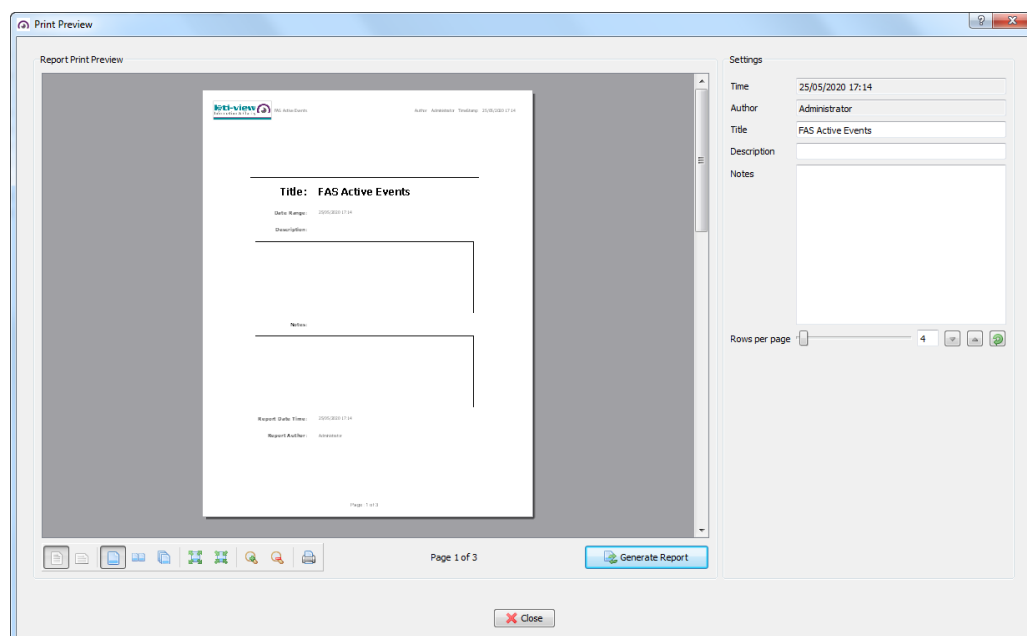 Print Preview
Report Print Preview
FAS Active Events
Author: Administrator Timestamp: 25/05/2020 17:14
Title: FAS Active Events
Date Range: 25/05/2020 17:14
Description:
Notes:
Report Date Time: 25/05/2020 17:14
Report Author: Administrator
Page 1 of 3
Page 1 of 3
Generate Report
Settings
Time 25/05/2020 17:14
Author Administrator
Title FAS Active Events
Description
Notes
Rows per page 4
Close